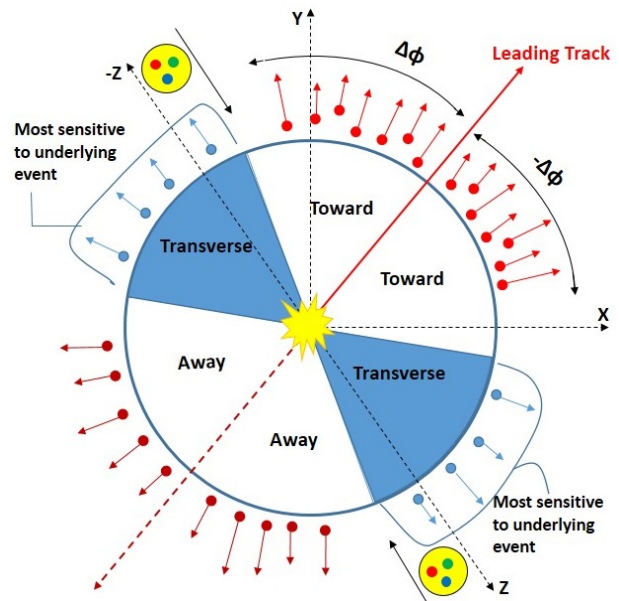 Y
Δϕ
Leading Track
-Z
Most sensitive
to underlying
event
-Δϕ
Toward
Transverse
Toward
X
Away
Transverse
Away
Most sensitive
to underlying
event
Z